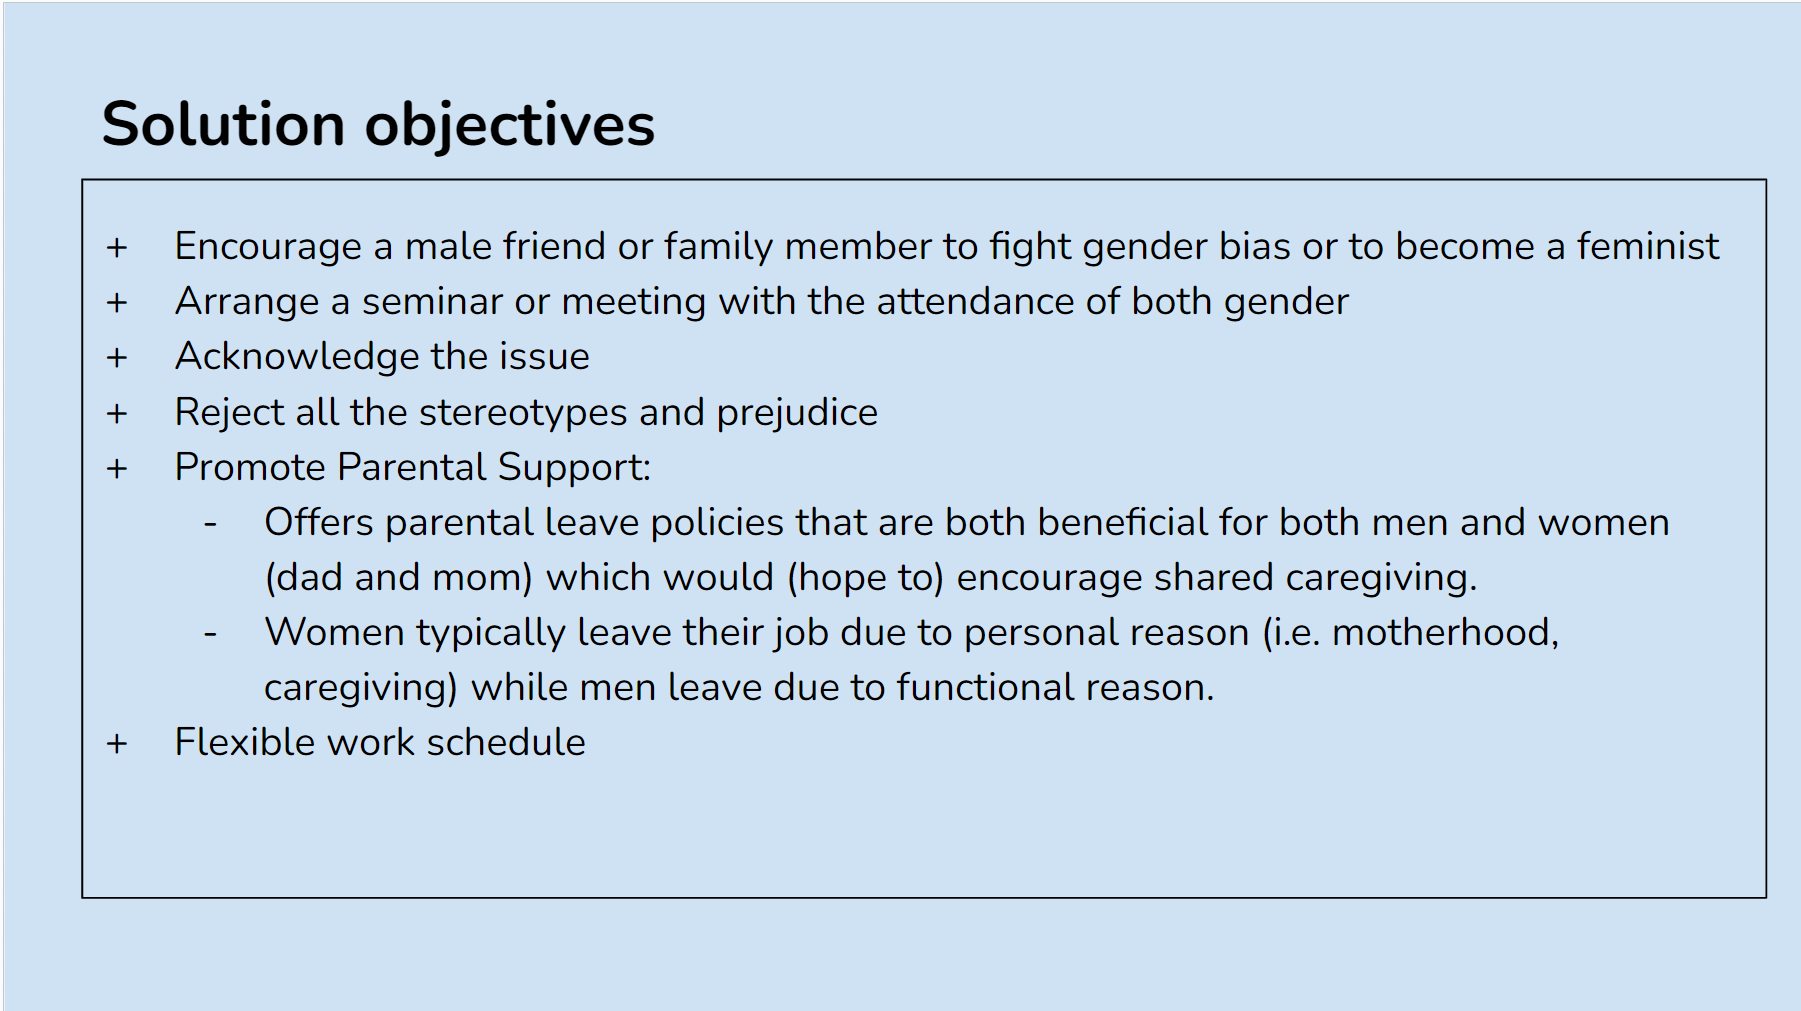 Solution objectives
+ Encourage a male friend or family member to fight gender bias or to become a feminist
+ Arrange a seminar or meeting with the attendance of both gender
+ Acknowledge the issue
+ Reject all the stereotypes and prejudice
+ Promote Parental Support:
- Offers parental leave policies that are both beneficial for both men and women
(dad and mom) which would (hope to) encourage shared caregiving.
- Women typically leave their job due to personal reason (i.e. motherhood,
caregiving) while men leave due to functional reason.
+ Flexible work schedule